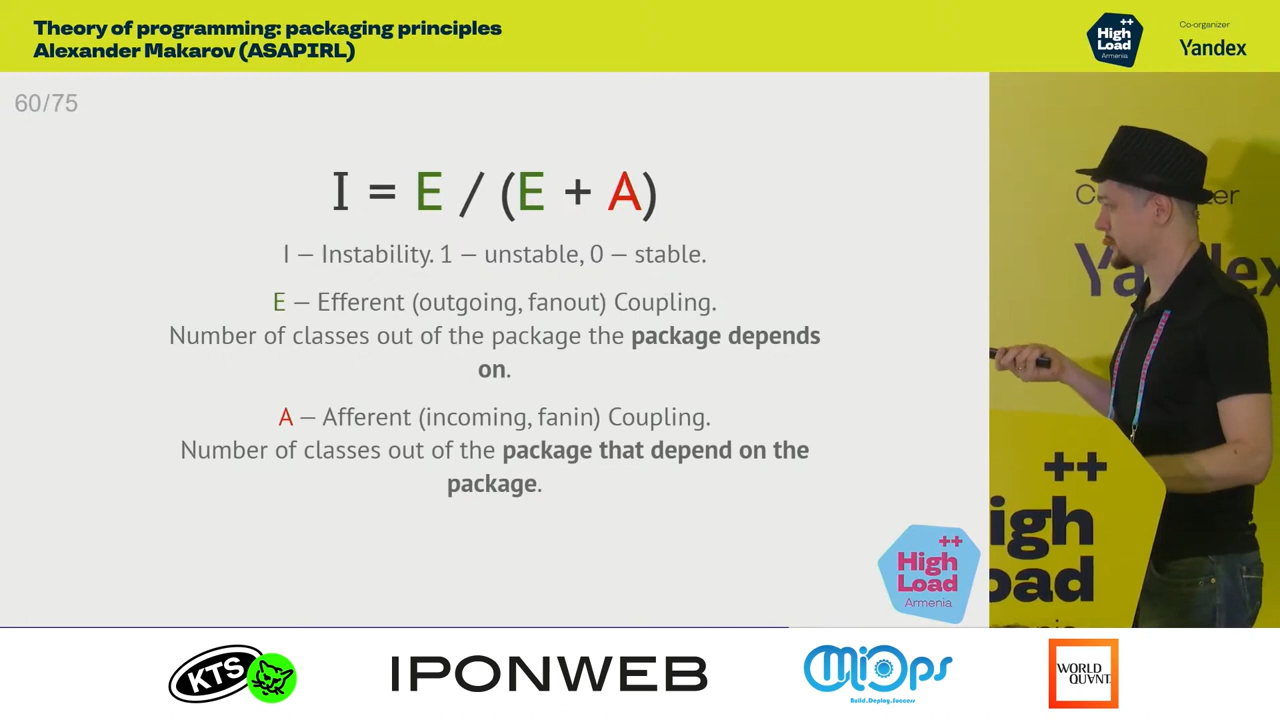 Theory of programming: packaging principles
Alexander Makarov (ASAPIRL)
++
High
Load
Armenia
Co-organizer
Yandex
60/75
I = E / (E + A)
I — Instability. 1 — unstable, 0 — stable.
E — Efferent (outgoing, fanout) Coupling.
Number of classes out of the package the package depends
on.
A — Afferent (incoming, fanin) Coupling.
Number of classes out of the package that depend on the
package.
++
High
Load
Armenia
++
igh
oad
KTS
IPONWEB
MiOps
Build.Deploy.Success
WORLD
QUANT